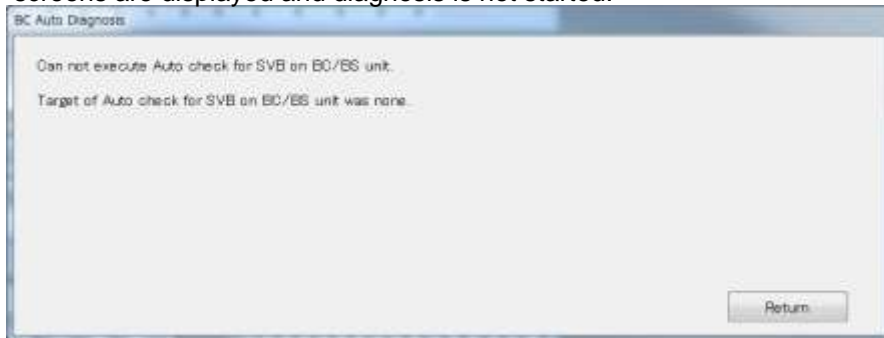 screens are displayed and diagnosis is not started.
BC Auto Diagnosis
Can not execute Auto check for SVB on BC/BS unit.
Target of Auto check for SVB on BC/BS unit was none.
Return